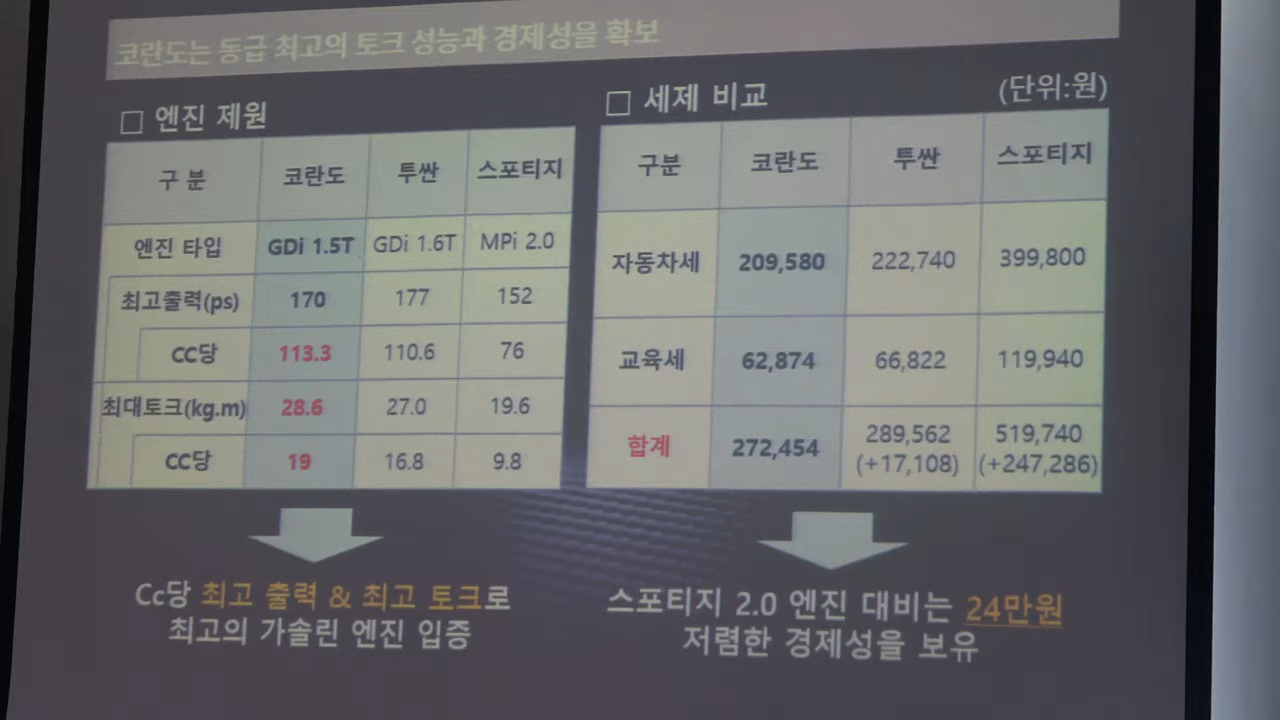 코란도는 동급 최고의 토크 성능과 경제성을 확보
□ 엔진 제원
구 분 코란도 투싼 스포티지
엔진 타입 GDi 1.5T GDi 1.6T MPi 2.0
최고출력(ps) 170 177 152
CC당 113.3 110.6 76
최대토크(kg.m) 28.6 27.0 19.6
CC당 19 16.8 9.8
Cc당 최고 출력 & 최고 토크로
최고의 가솔린 엔진 입증
□ 세제 비교 (단위:원)
구분 코란도 투싼 스포티지
자동차세 209,580 222,740 399,800
교육세 62,874 66,822 119,940
합계 272,454 289,562 519,740
(+17,108) (+247,286)
스포티지 2.0 엔진 대비는 24만원
저렴한 경제성을 보유